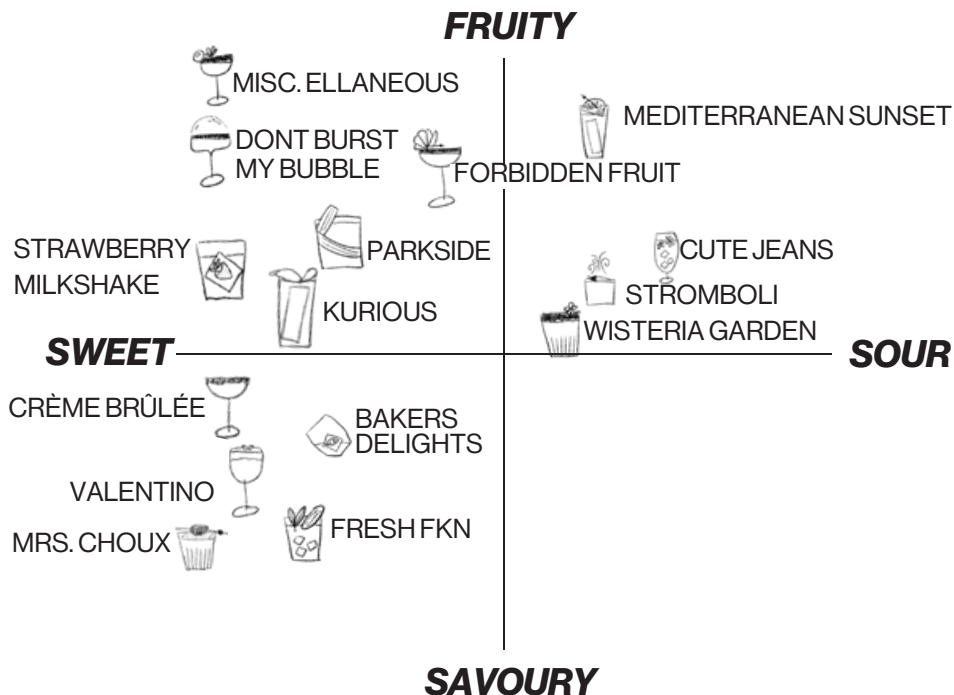 FRUITY
MISC. ELLANEOUS
MEDITERRANEAN SUNSET
DONT BURST
MY BUBBLE
FORBIDDEN FRUIT
STRAWBERRY
MILKSHAKE
PARKSIDE
CUTE JEANS
KURIOUS
STROMBOLI
WISTERIA GARDEN
SWEET
SOUR
CRÈME BRÛLÉE
BAKERS
DELIGHTS
VALENTINO
MRS. CHOUX
FRESH FKN
SAVOURY